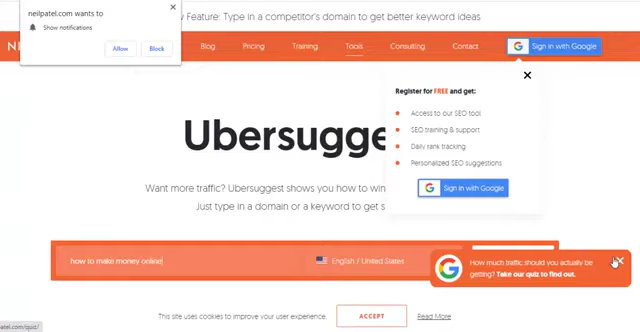 neilpatel.com wants to
Show notifications
Allow
Block
Feature: Type in a competitor's domain to get better keyword ideas
Blog
Pricing
Training
Tools
Consulting
Contact
Sign in with Google
Register for FREE and get:
Access to our SEO tool
SEO training & support
Daily rank tracking
Personalized SEO suggestions
Sign in with Google
Ubersugge
Want more traffic? Ubersuggest shows you how to win
Just type in a domain or a keyword to get s
how to make money online
English / United States
How much traffic should you actually be
getting? Take our quiz to find out.
This site uses cookies to improve your user experience.
ACCEPT
Read More
patel.com/quiz/